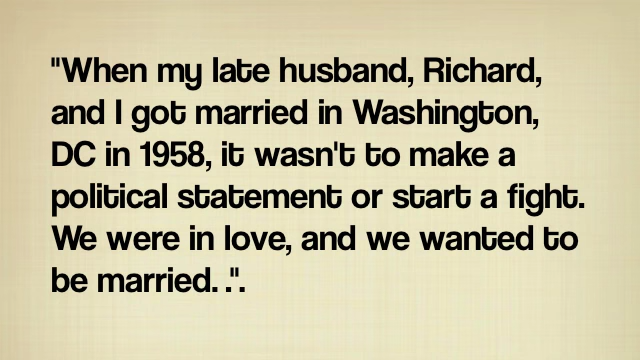 "When my late husband, Richard,
and I got married in Washington,
DC in 1958, it wasn't to make a
political statement or start a fight.
We were in love, and we wanted to
be married. .".